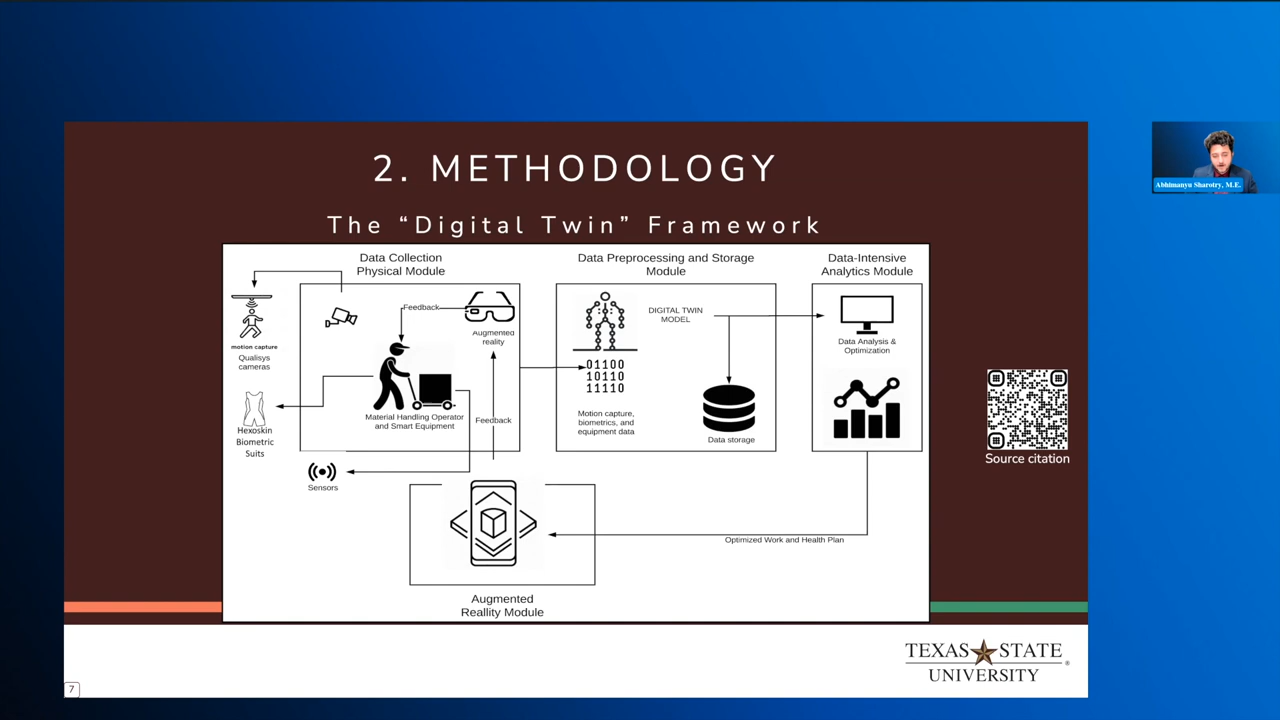 2. METHODOLOGY
The “Digital Twin” Framework
Data Collection
Physical Module
Data Preprocessing and Storage
Module
Data-Intensive
Analytics Module
motion capture
Qualisys
cameras
Hexoskin
Biometric
Suits
Feedback
Augmented
reality
Material Handling Operator
and Smart Equipment
Feedback
Sensors
DIGITAL TWIN
MODEL
01100
10110
11110
Motion capture,
biometrics, and
equipment data
Data storage
Data Analysis &
Optimization
Optimized Work and Health Plan
Augmented
Reallity Module
Source citation
TEXAS STATE
UNIVERSITY
®
7
Abhimanyu Sharotry, M.E.